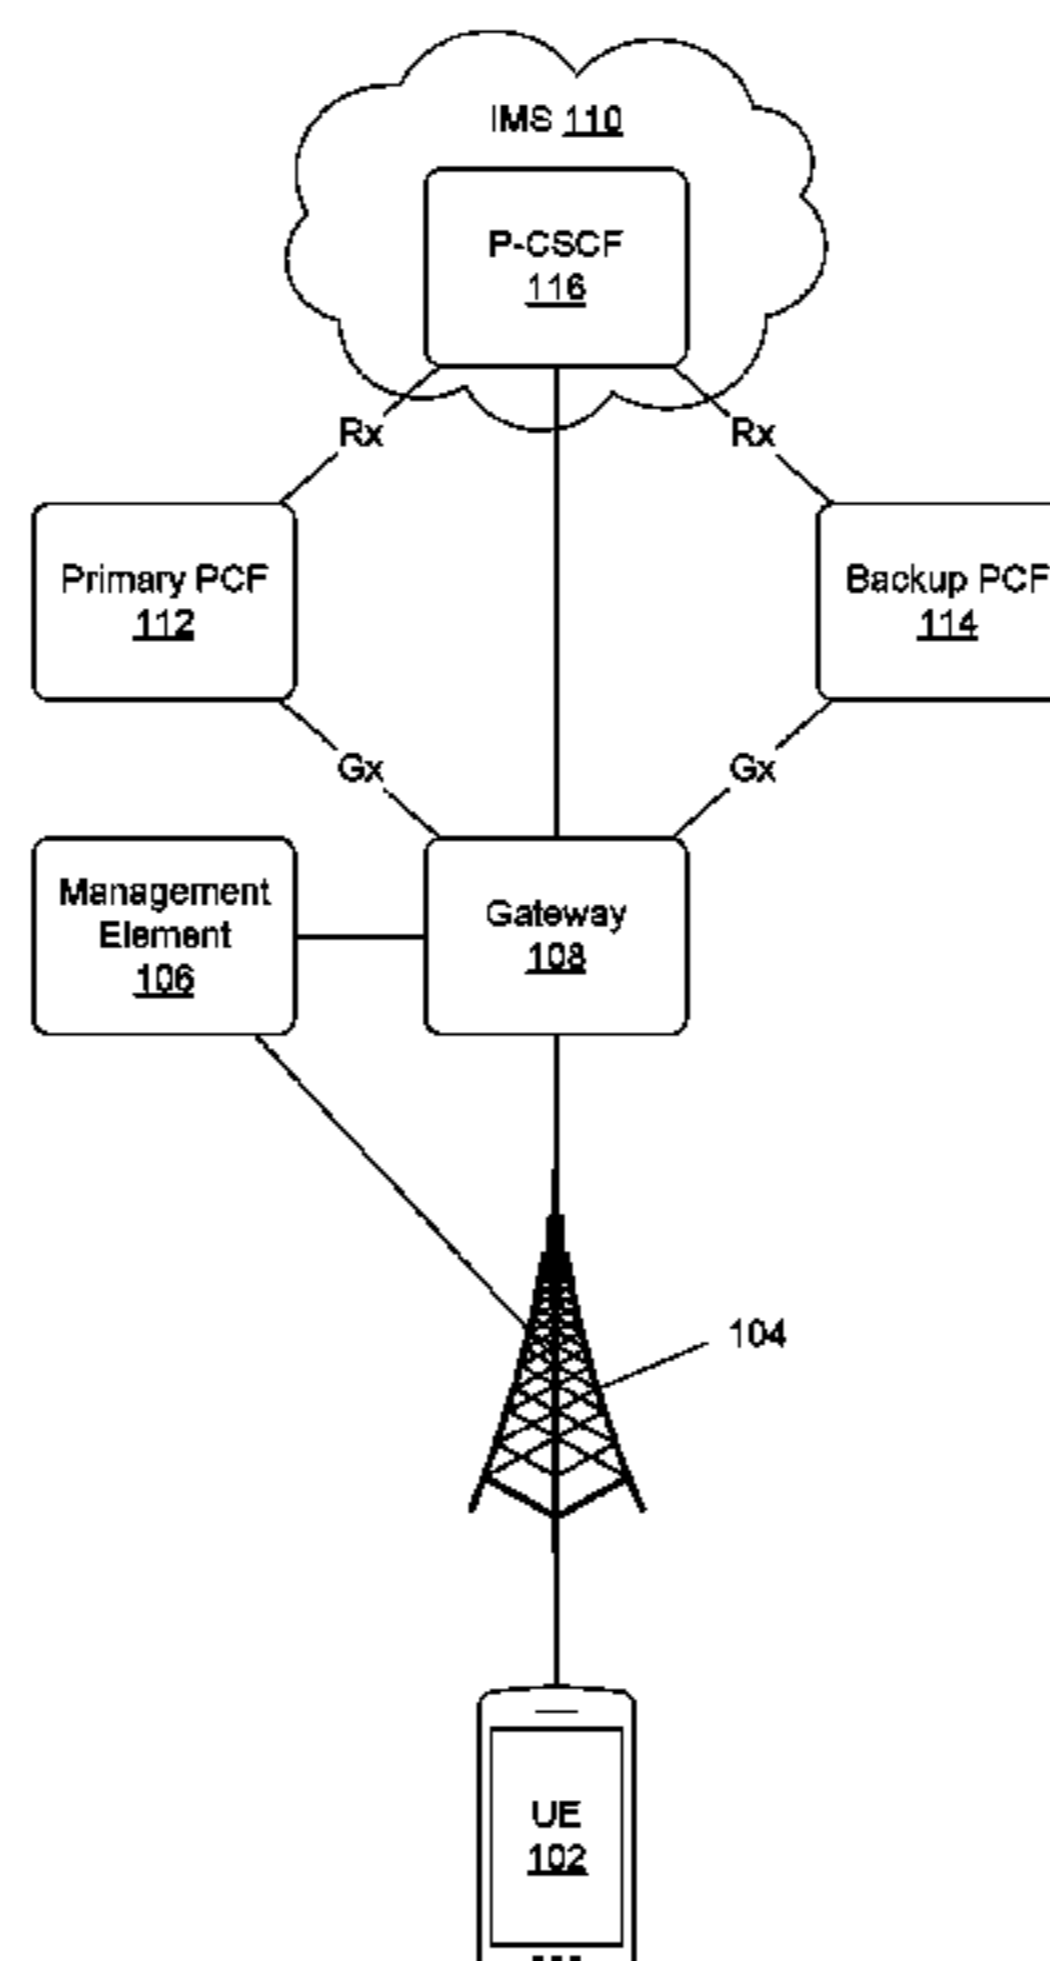 IMS 110
P-CSCF
116
Rx
Rx
Primary PCF
112
Backup PCF
114
Gx
Gx
Management
Element
106
Gateway
108
104
UE
102